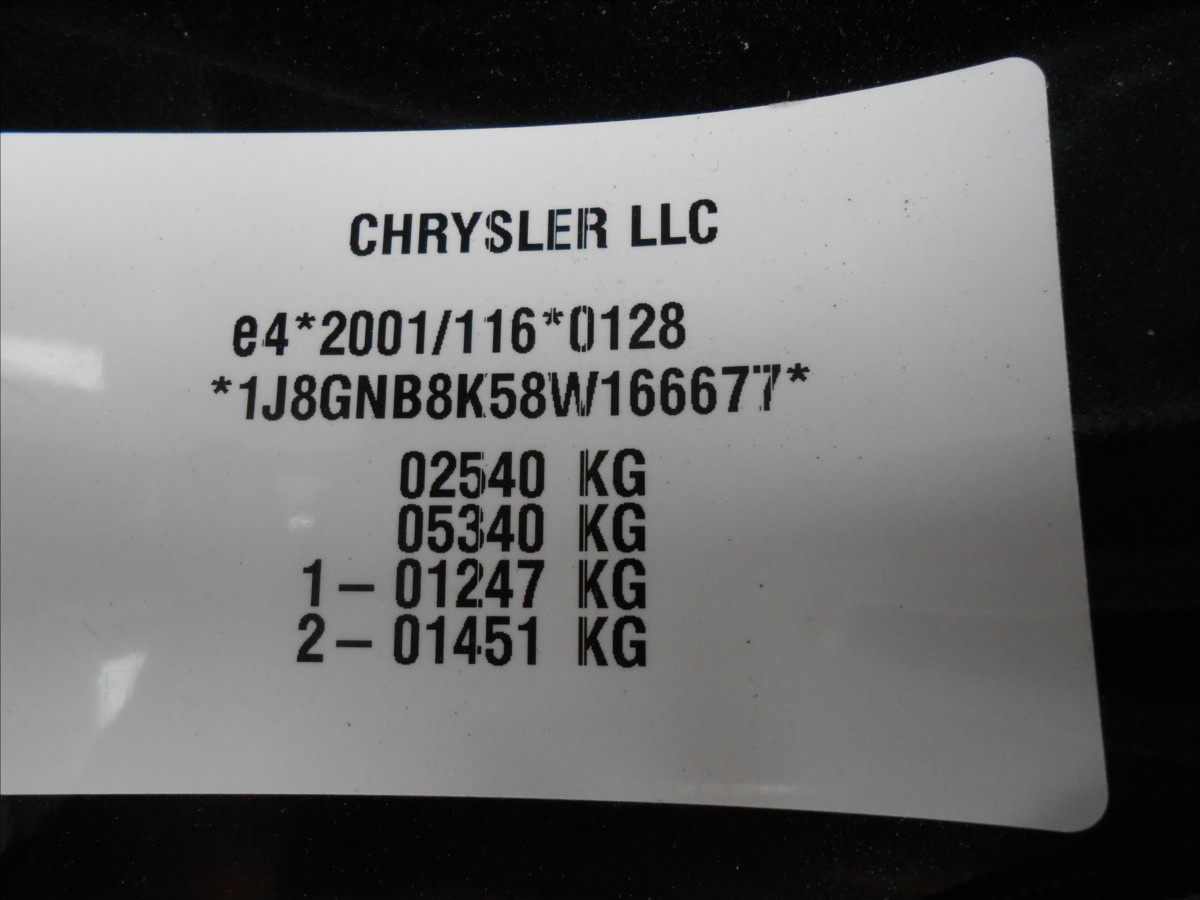 CHRYSLER LLC
e4*2001/116*0128
*1J8GNB8K58W166677*
02540 KG
05340 KG
1– 01247 KG
2– 01451 KG